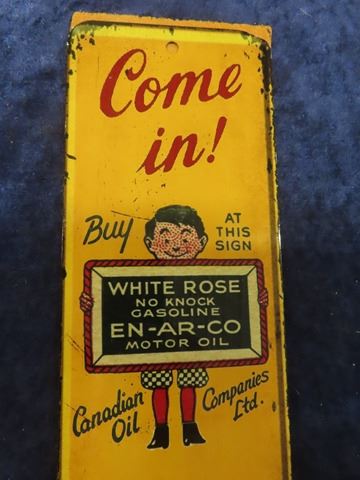 Come
in!
Buy
AT
THIS
SIGN
WHITE ROSE
NO KNOCK
GASOLINE
EN-AR-CO
MOTOR OIL
Canadian
Oil
Companies
Ltd.